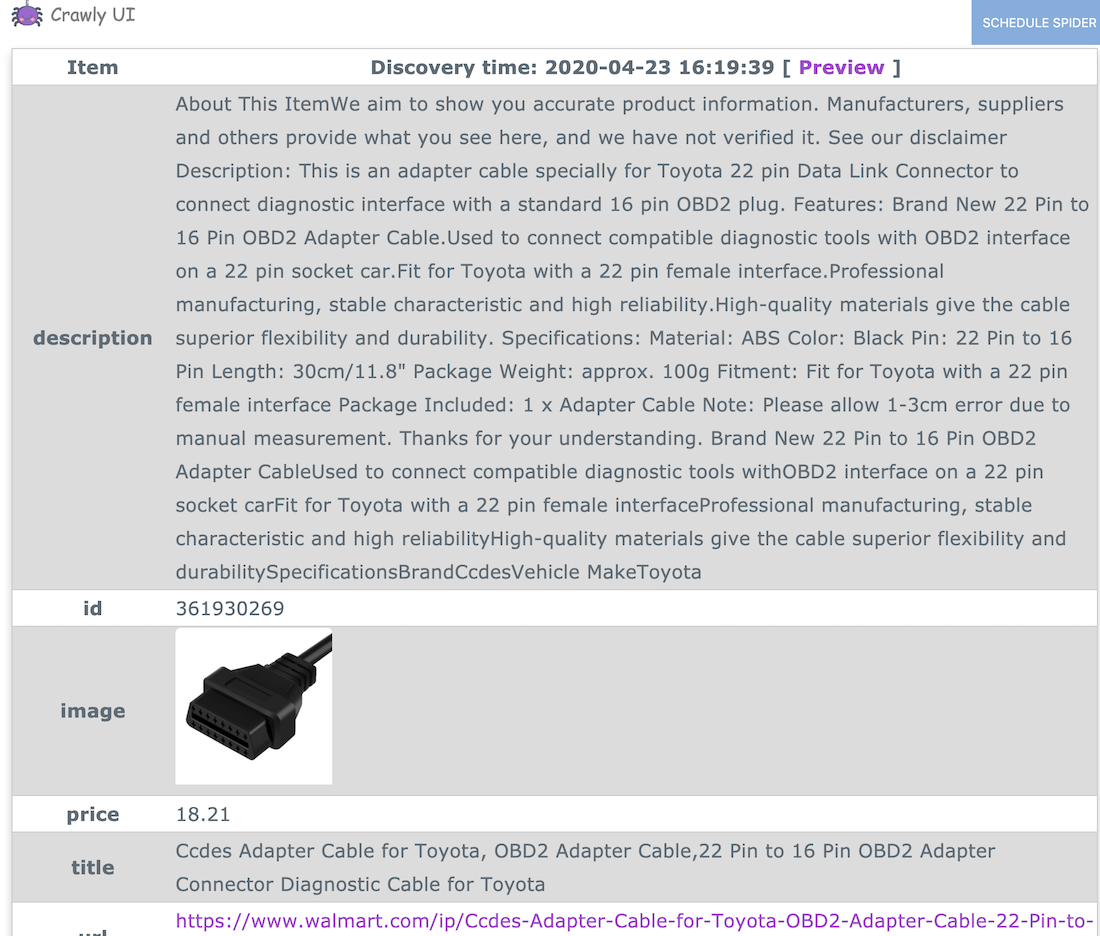 Crawly UI
SCHEDULE SPIDER
Item
Discovery time: 2020-04-23 16:19:39 [ Preview ]
description
About This ItemWe aim to show you accurate product information. Manufacturers, suppliers
and others provide what you see here, and we have not verified it. See our disclaimer
Description: This is an adapter cable specially for Toyota 22 pin Data Link Connector to
connect diagnostic interface with a standard 16 pin OBD2 plug. Features: Brand New 22 Pin to
16 Pin OBD2 Adapter Cable.Used to connect compatible diagnostic tools with OBD2 interface
on a 22 pin socket car.Fit for Toyota with a 22 pin female interface.Professional
manufacturing, stable characteristic and high reliability.High-quality materials give the cable
superior flexibility and durability. Specifications: Material: ABS Color: Black Pin: 22 Pin to 16
Pin Length: 30cm/11.8" Package Weight: approx. 100g Fitment: Fit for Toyota with a 22 pin
female interface Package Included: 1 x Adapter Cable Note: Please allow 1-3cm error due to
manual measurement. Thanks for your understanding. Brand New 22 Pin to 16 Pin OBD2
Adapter CableUsed to connect compatible diagnostic tools withOBD2 interface on a 22 pin
socket carFit for Toyota with a 22 pin female interfaceProfessional manufacturing, stable
characteristic and high reliabilityHigh-quality materials give the cable superior flexibility and
durabilitySpecificationsBrandCcdesVehicle MakeToyota
id
361930269
image
price
18.21
title
Ccdes Adapter Cable for Toyota, OBD2 Adapter Cable,22 Pin to 16 Pin OBD2 Adapter
Connector Diagnostic Cable for Toyota
url
https://www.walmart.com/ip/Ccdes-Adapter-Cable-for-Toyota-OBD2-Adapter-Cable-22-Pin-to-